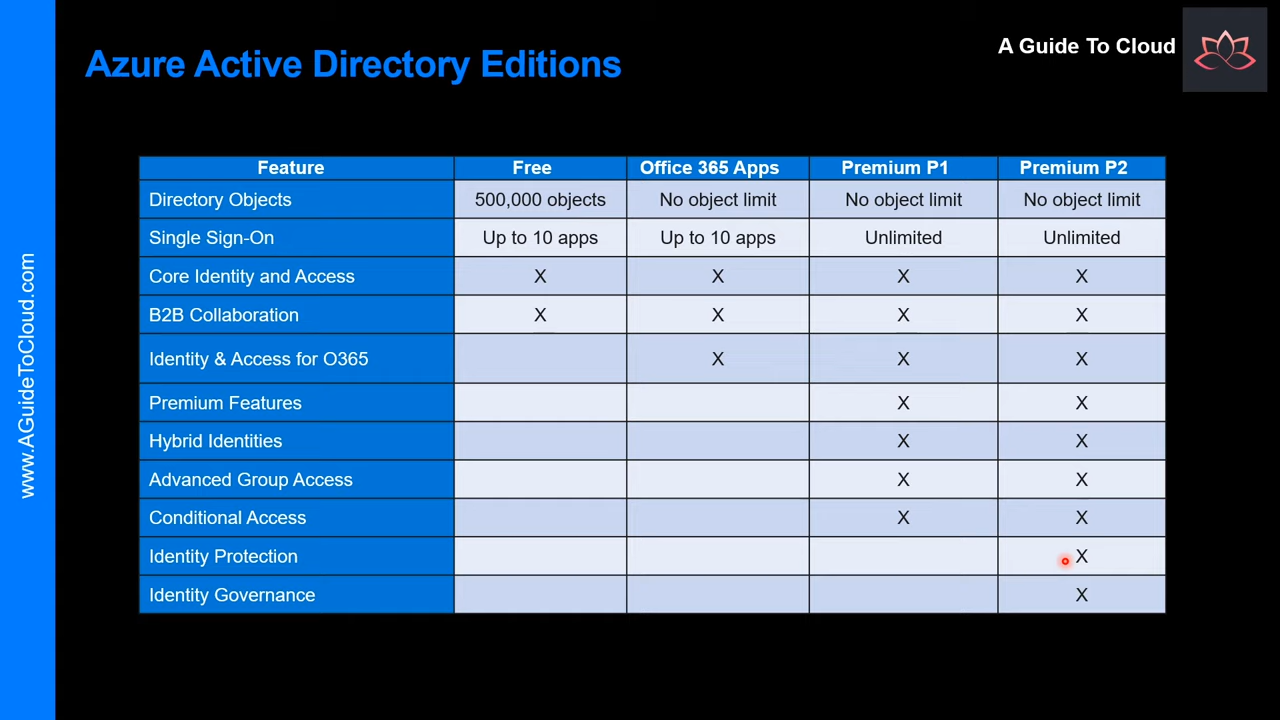 A Guide To Cloud
Azure Active Directory Editions
www.AGuideToCloud.com
Feature Free Office 365 Apps Premium P1 Premium P2
Directory Objects 500,000 objects No object limit No object limit No object limit
Single Sign-On Up to 10 apps Up to 10 apps Unlimited Unlimited
Core Identity and Access X X X X
B2B Collaboration X X X X
Identity & Access for O365 X X X
Premium Features X X
Hybrid Identities X X
Advanced Group Access X X
Conditional Access X X
Identity Protection X
Identity Governance X